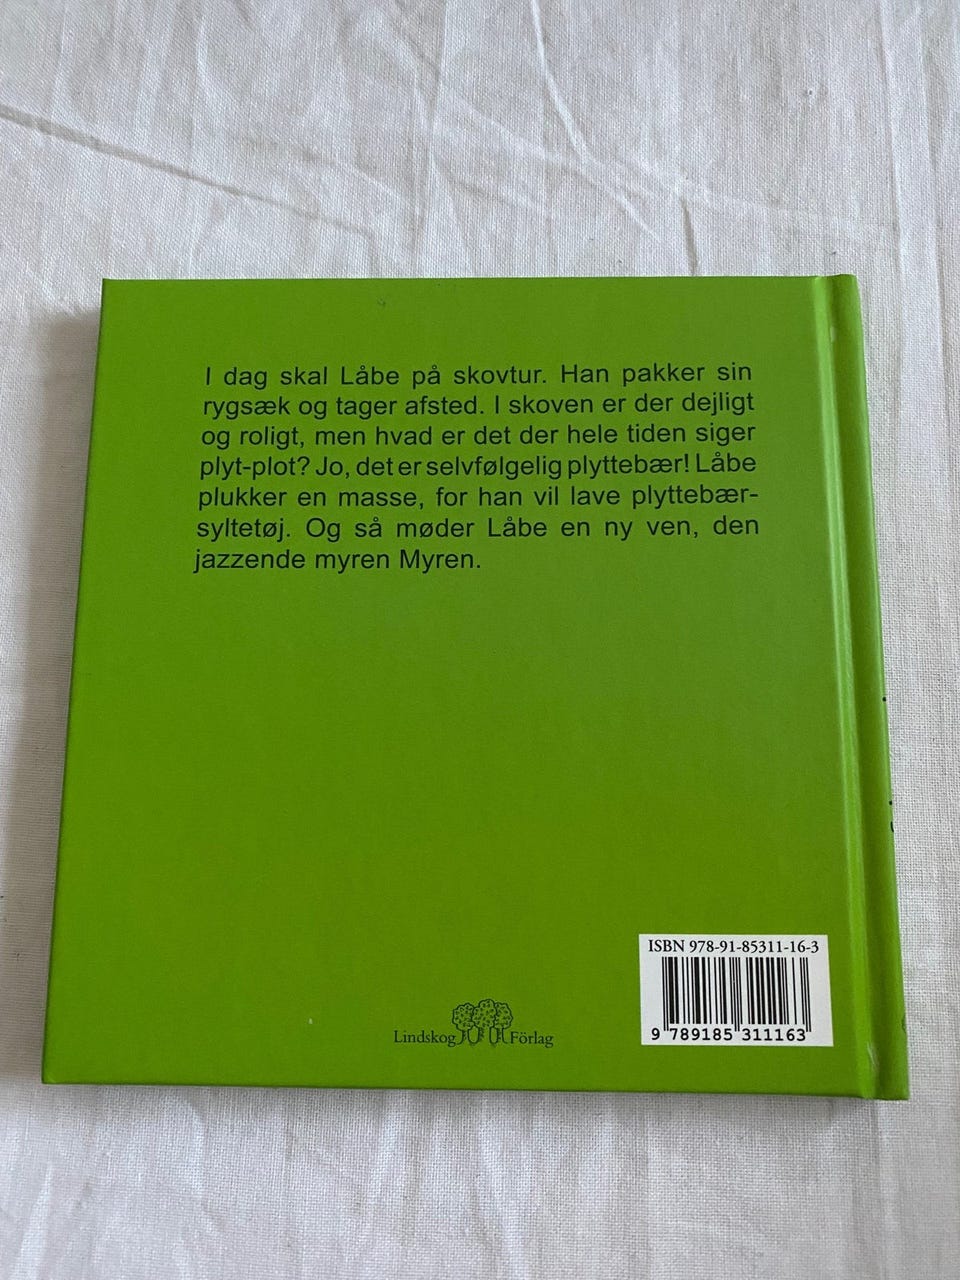 I dag skal Låbe på skovtur. Han pakker sin
rygsæk og tager afsted. I skoven er der dejligt
og roligt, men hvad er det der hele tiden siger
plyt-plot? Jo, det er selvfølgelig plyttebær! Låbe
plukker en masse, for han vil lave plyttebær-
syltetøj. Og så møder Låbe en ny ven, den
jazzende myren Myren.
ISBN 978-91-85311-16-3
9 789185 311163
Lindskog Förlag